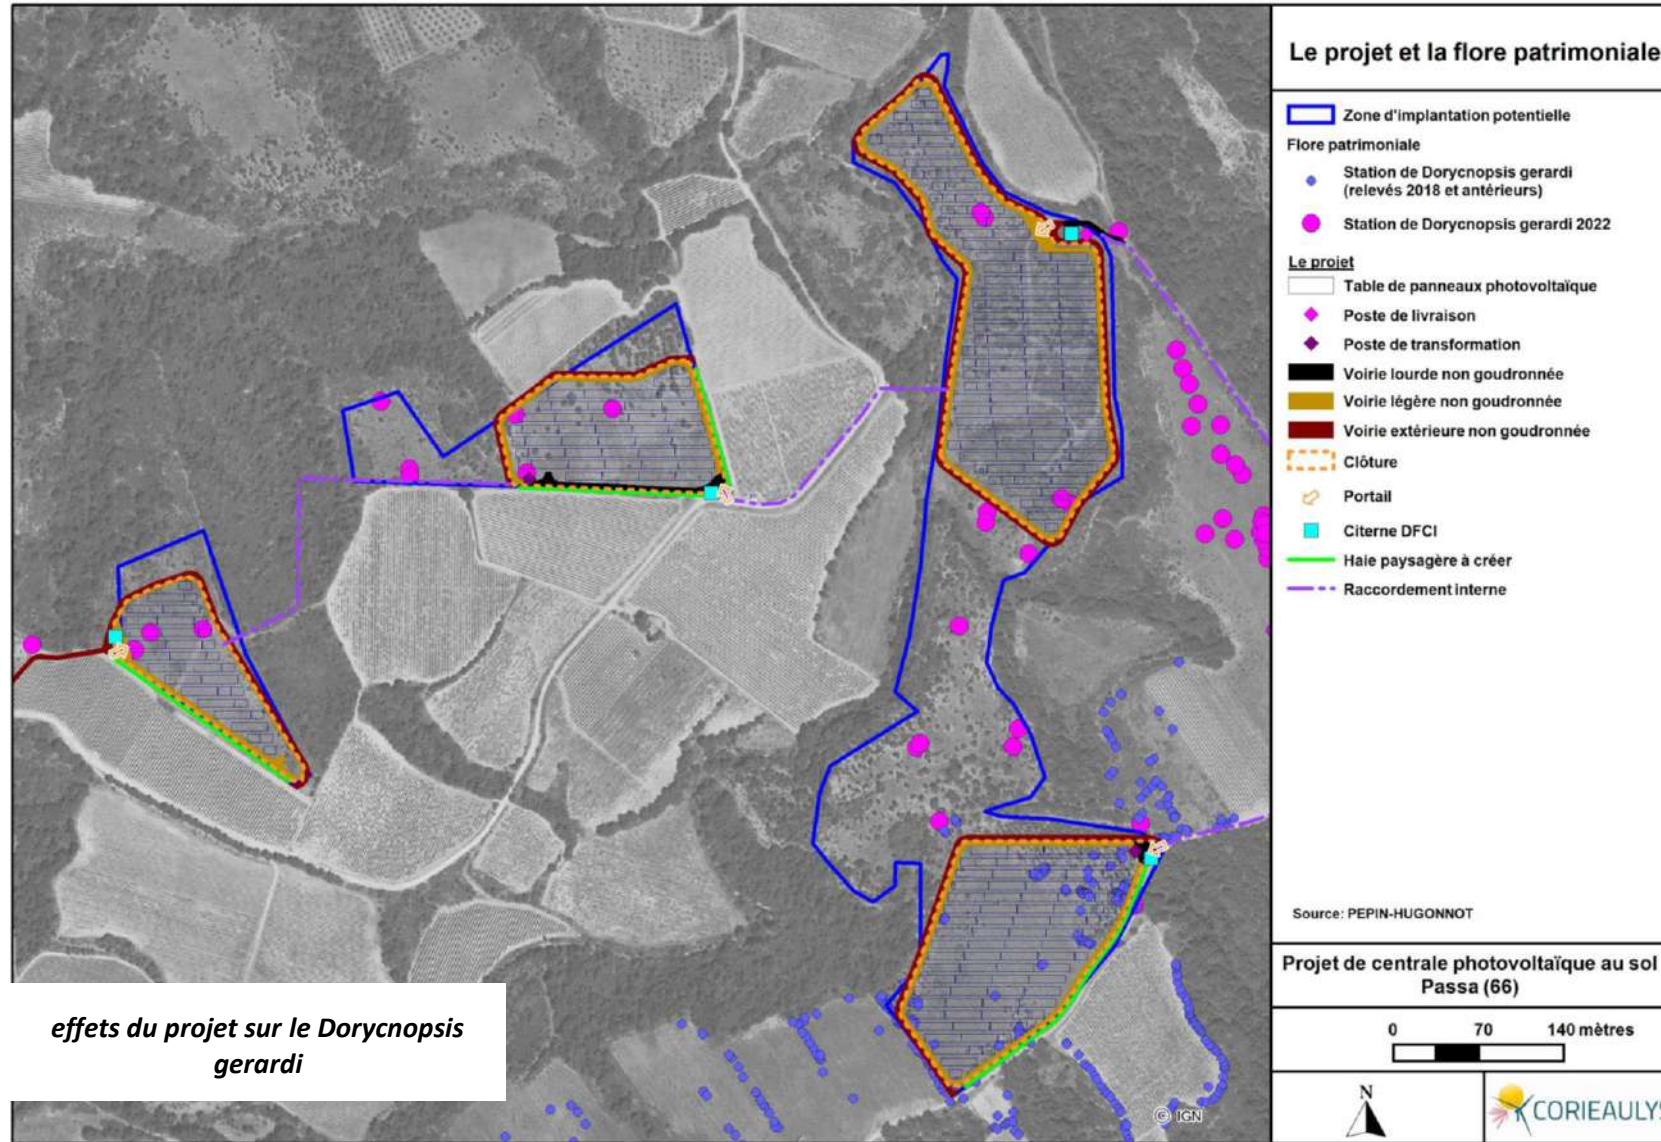 Le projet et la flore patrimoniale
Zone d'implantation potentielle
Flore patrimoniale
Station de Dorycnopsis gerardi
(relevés 2018 et antérieurs)
Station de Dorycnopsis gerardi 2022
Le projet
Table de panneaux photovoltaïque
Poste de livraison
Poste de transformation
Voirie lourde non goudronnée
Voirie légère non goudronnée
Voirie extérieure non goudronnée
Clôture
Portail
Citerne DFCI
Haie paysagère à créer
Raccordement interne
Source: PEPIN-HUGONNOT
Projet de centrale photovoltaïque au sol
Passa (66)
0 70 140 mètres
N
CORIEAULYS
effets du projet sur le Dorycnopsis
gerardi
© IGN